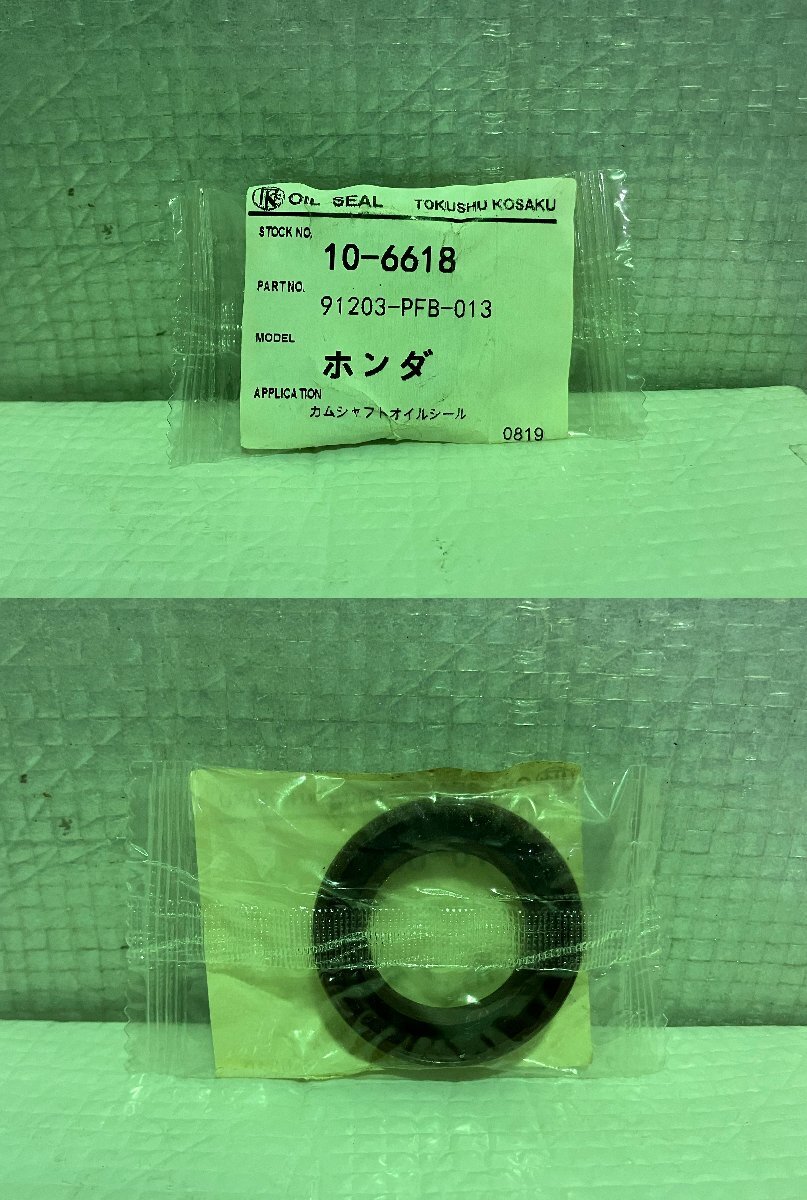 TKS OIL SEAL TOKUSHU KOSAKU
STOCK NO. 10-6618
PART NO. 91203-PFB-013
MODEL ホンダ
APPLICATION カムシャフトオイルシール
0819